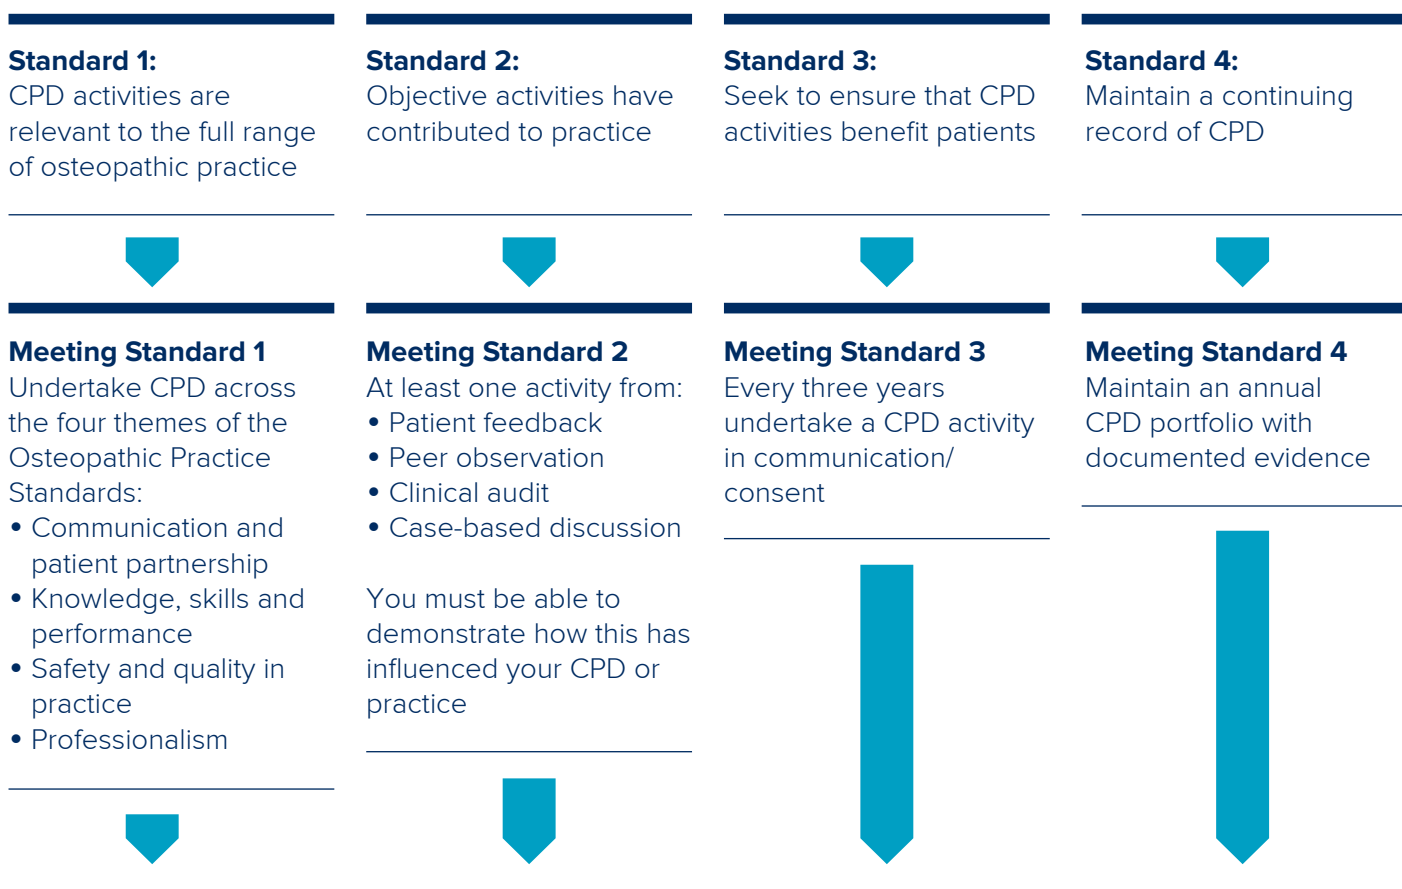 Standard 1:
CPD activities are
relevant to the full range
of osteopathic practice
Standard 2:
Objective activities have
contributed to practice
Standard 3:
Seek to ensure that CPD
activities benefit patients
Standard 4:
Maintain a continuing
record of CPD
Meeting Standard 1
Undertake CPD across
the four themes of the
Osteopathic Practice
Standards:
• Communication and
patient partnership
• Knowledge, skills and
performance
• Safety and quality in
practice
• Professionalism
Meeting Standard 2
At least one activity from:
• Patient feedback
• Peer observation
• Clinical audit
• Case-based discussion
You must be able to
demonstrate how this has
influenced your CPD or
practice
Meeting Standard 3
Every three years
undertake a CPD activity
in communication/
consent
Meeting Standard 4
Maintain an annual
CPD portfolio with
documented evidence